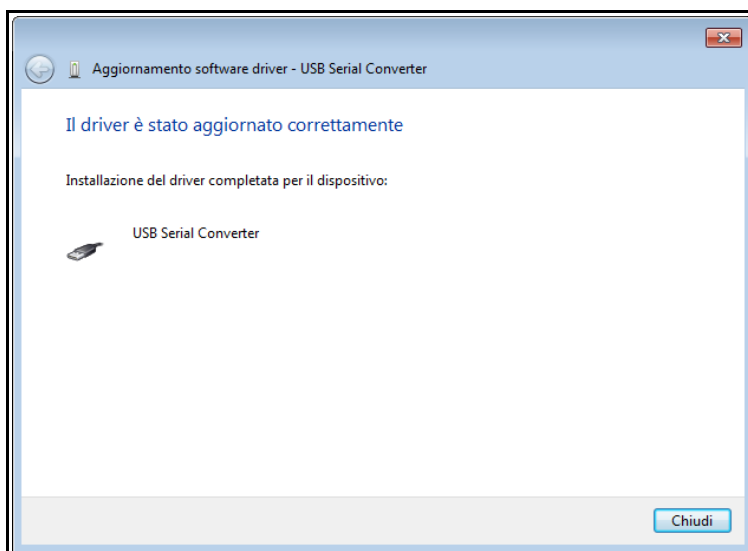 Aggiornamento software driver - USB Serial Converter
Il driver è stato aggiornato correttamente
Installazione del driver completata per il dispositivo:
USB Serial Converter
Chiudi